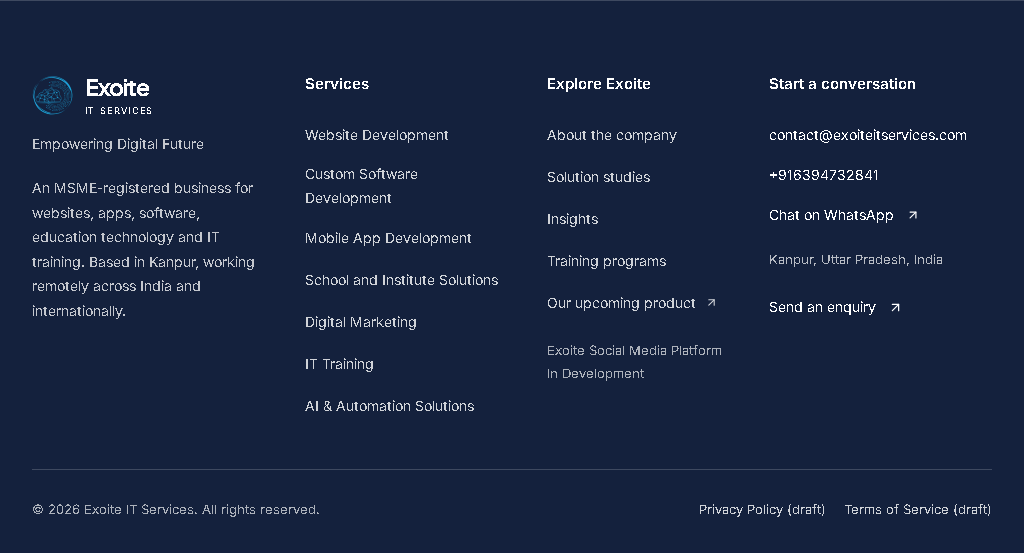 Exoite
IT SERVICES
Empowering Digital Future
An MSME-registered business for
websites, apps, software,
education technology and IT
training. Based in Kanpur, working
remotely across India and
internationally.
Services
Website Development
Custom Software
Development
Mobile App Development
School and Institute Solutions
Digital Marketing
IT Training
AI & Automation Solutions
Explore Exoite
About the company
Solution studies
Insights
Training programs
Our upcoming product
Exoite Social Media Platform
In Development
Start a conversation
contact@exoiteitservices.com
+916394732841
Chat on WhatsApp
Kanpur, Uttar Pradesh, India
Send an enquiry
© 2026 Exoite IT Services. All rights reserved.
Privacy Policy (draft)
Terms of Service (draft)